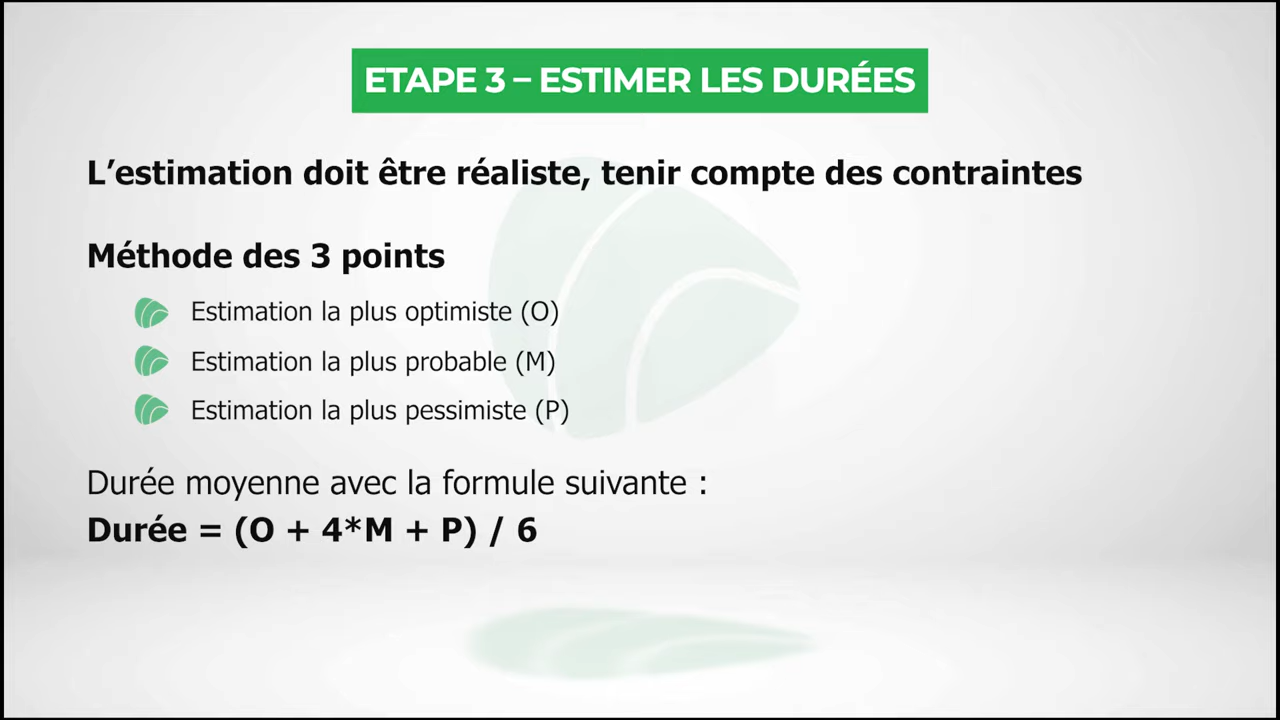 ETAPE 3 – ESTIMER LES DURÉES
L’estimation doit être réaliste, tenir compte des contraintes
Méthode des 3 points
Estimation la plus optimiste (O)
Estimation la plus probable (M)
Estimation la plus pessimiste (P)
Durée moyenne avec la formule suivante :
Durée = (O + 4*M + P) / 6